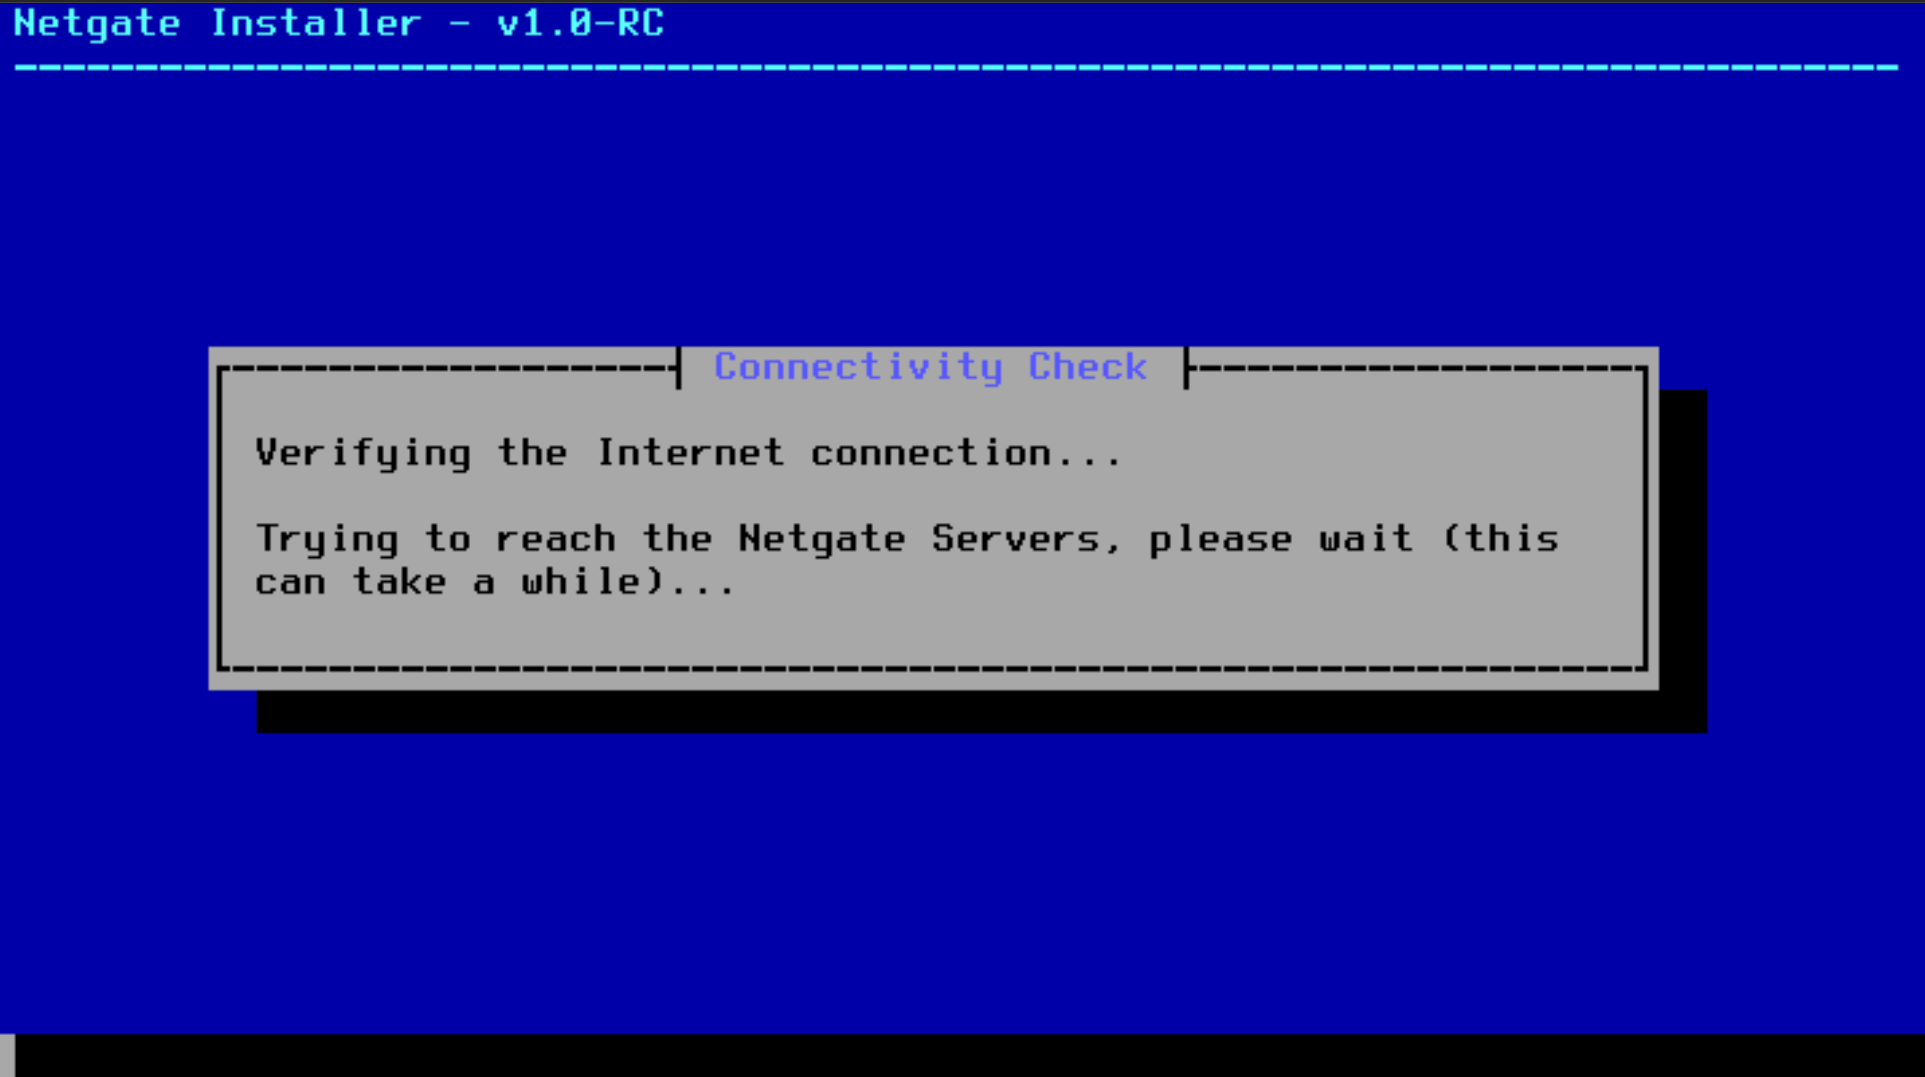 Netgate Installer - v1.0-RC
Connectivity Check
Verifying the Internet connection...
Trying to reach the Netgate Servers, please wait (this
can take a while)...